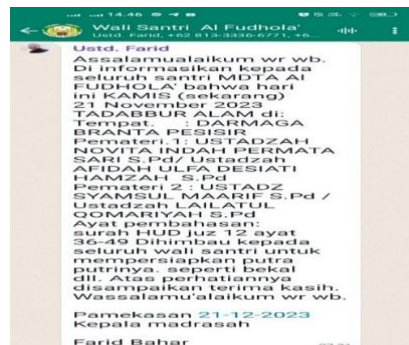 14.46
Wali Santri Al Fudhola'
Ustd. Farid, +62 813-3336-6771, +6...
Ustd. Farid
Assalamualaikum wr wb.
Di informasikan kepada
seluruh santri MDTA Al
FUDHOLA' bahwa hari
ini KAMIS (sekarang)
21 November 2023
TADABBUR ALAM di:
Tempat. : DARMAGA
BRANTA PESISIR
Pemateri.1: USTADZAH
NOVITA INDAH PERMATA
SARI S.Pd/ Ustadzah
AFIDAH ULFA DESIATI
HAMZAH S.Pd
Pemateri 2 : USTADZ
SYAMSUL MAARIF S.Pd /
Ustadzah LAILATUL
QOMARIYAH S.Pd
Ayat pembahasan:
surah HUD juz 12 ayat
36-49 Dihimbau kepada
seluruh wali santri untuk
mempersiapkan putra
putrinya. seperti bekal
dll. Atas perhatiannya
disampaikan terima kasih.
Wassalamu'alaikum wr wb.
Pamekasan 21-12-2023
Kepala madrasah
Farid Bahar